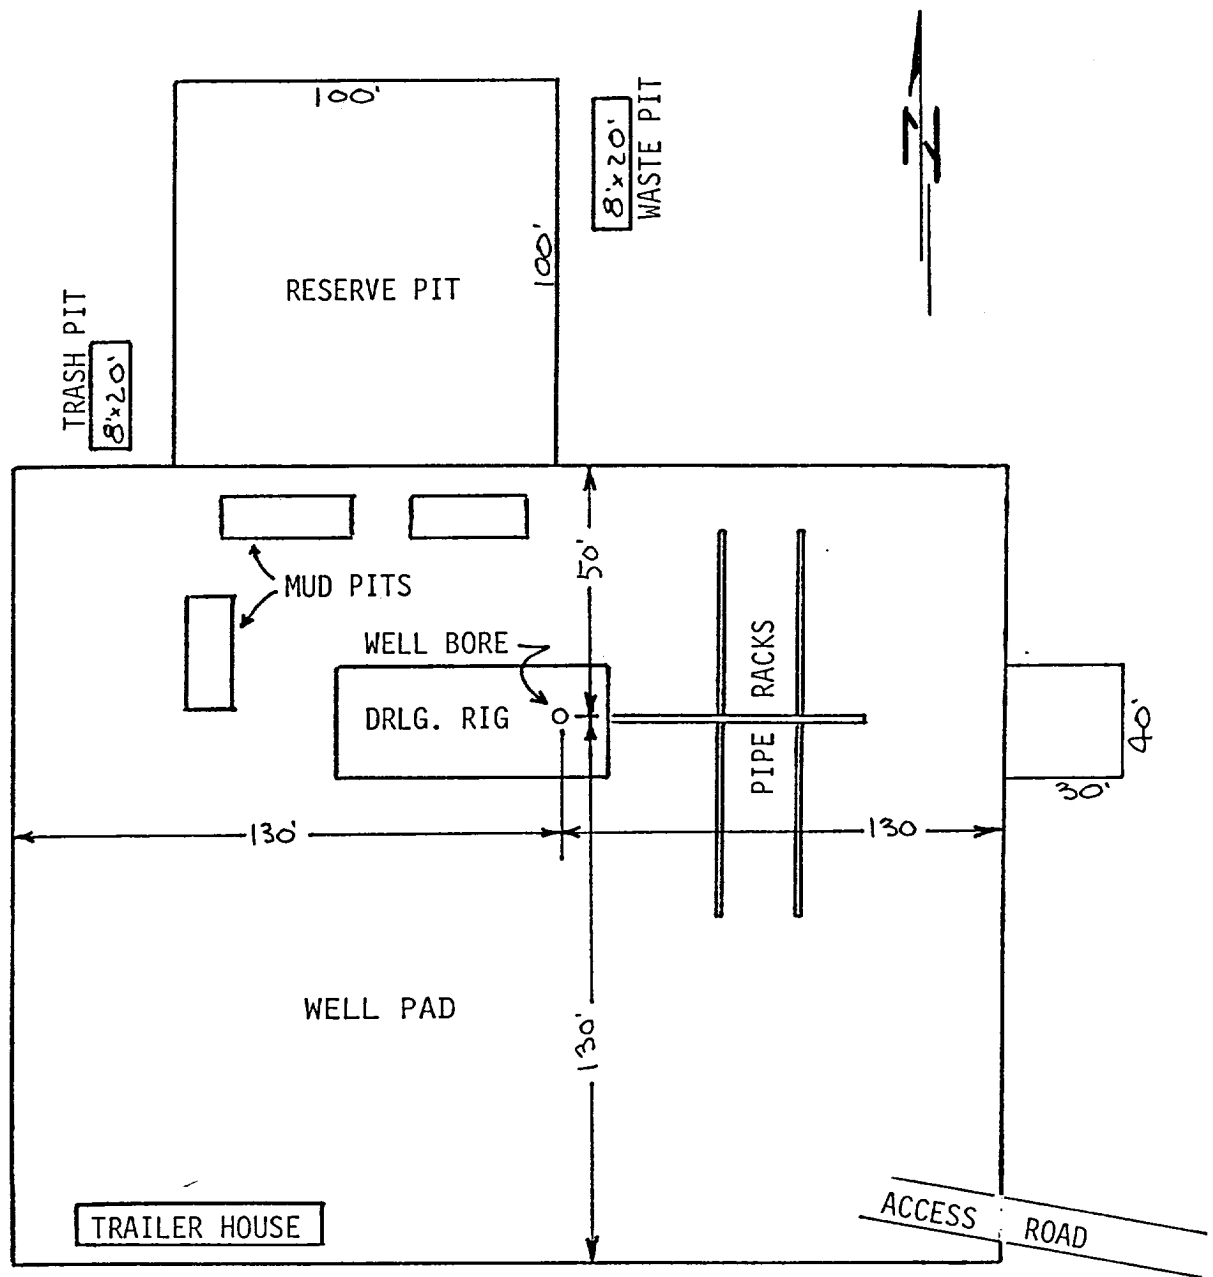 100'
8'x20'
WASTE PIT
N
100'
RESERVE PIT
TRASH PIT
8'x20'
50'
MUD PITS
WELL BORE
PIPE RACKS
DRLG. RIG
40'
30'
130'
130
WELL PAD
130'
TRAILER HOUSE
ACCESS ROAD